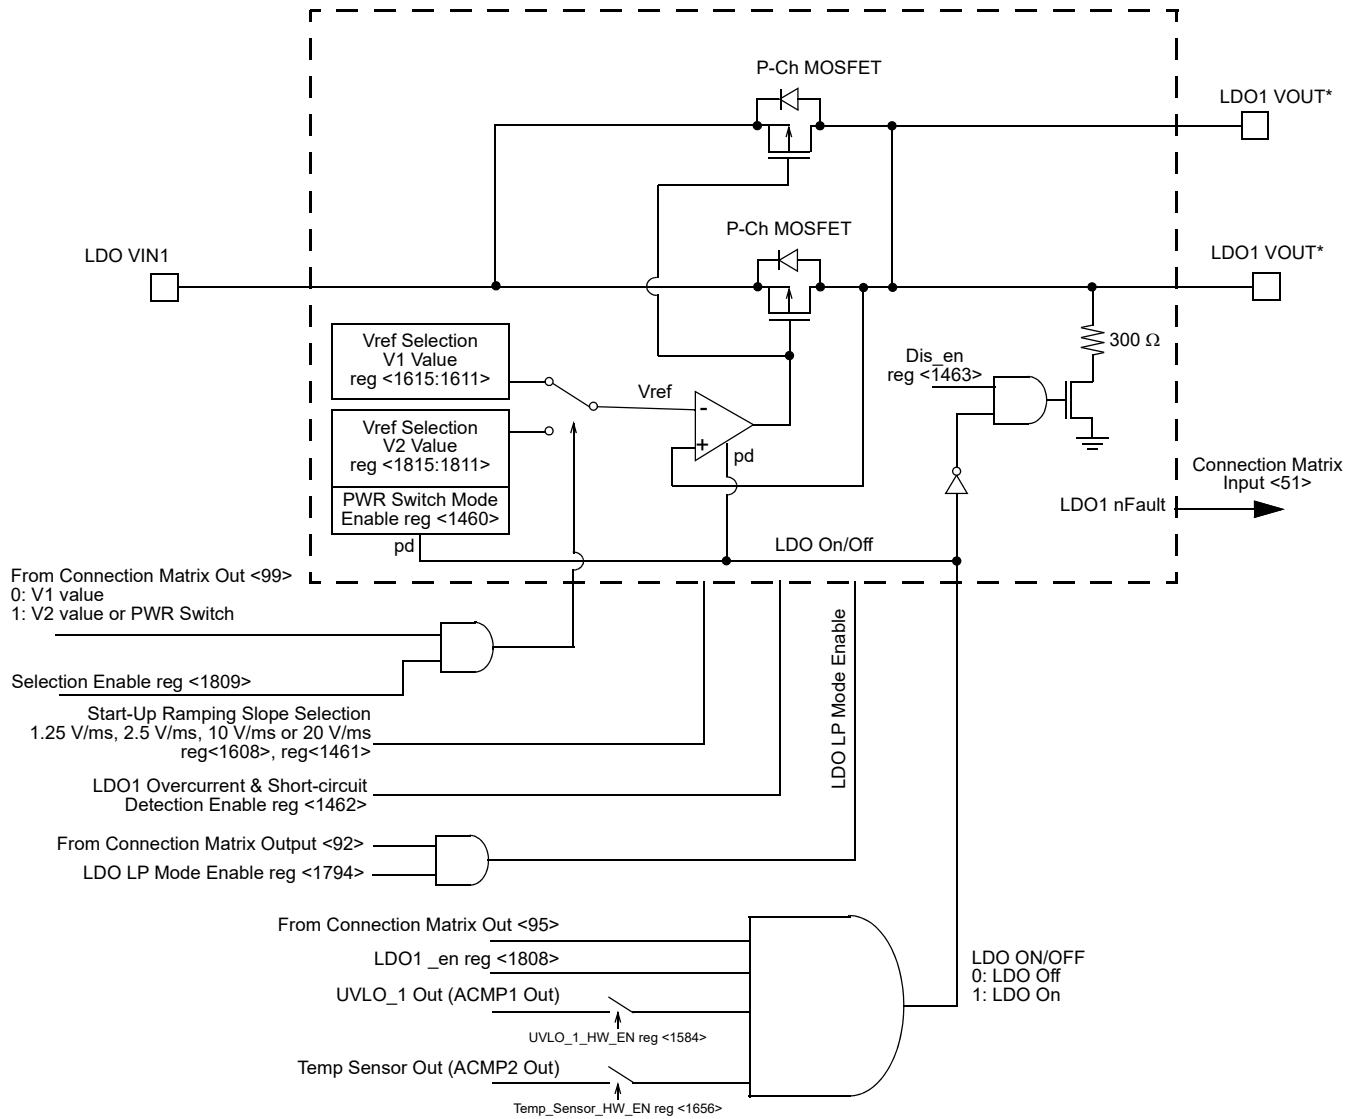 P-Ch MOSFET
LDO1 VOUT*
P-Ch MOSFET
LDO VIN1
LDO1 VOUT*
Vref Selection
V1 Value
reg <1615:1611>
300 Ω
Dis_en
reg <1463>
Vref
-
Vref Selection
V2 Value
reg <1815:1811>
+
pd
Connection Matrix
Input <51>
PWR Switch Mode
Enable reg <1460>
LDO1 nFault
pd
LDO On/Off
From Connection Matrix Out <99>
0: V1 value
1: V2 value or PWR Switch
LDO LP Mode Enable
Selection Enable reg <1809>
Start-Up Ramping Slope Selection
1.25 V/ms, 2.5 V/ms, 10 V/ms or 20 V/ms
reg<1608>, reg<1461>
LDO1 Overcurrent & Short-circuit
Detection Enable reg <1462>
From Connection Matrix Output <92>
LDO LP Mode Enable reg <1794>
From Connection Matrix Out <95>
LDO1 _en reg <1808>
LDO ON/OFF
0: LDO Off
1: LDO On
UVLO_1 Out (ACMP1 Out)
UVLO_1_HW_EN reg <1584>
Temp Sensor Out (ACMP2 Out)
Temp_Sensor_HW_EN reg <1656>